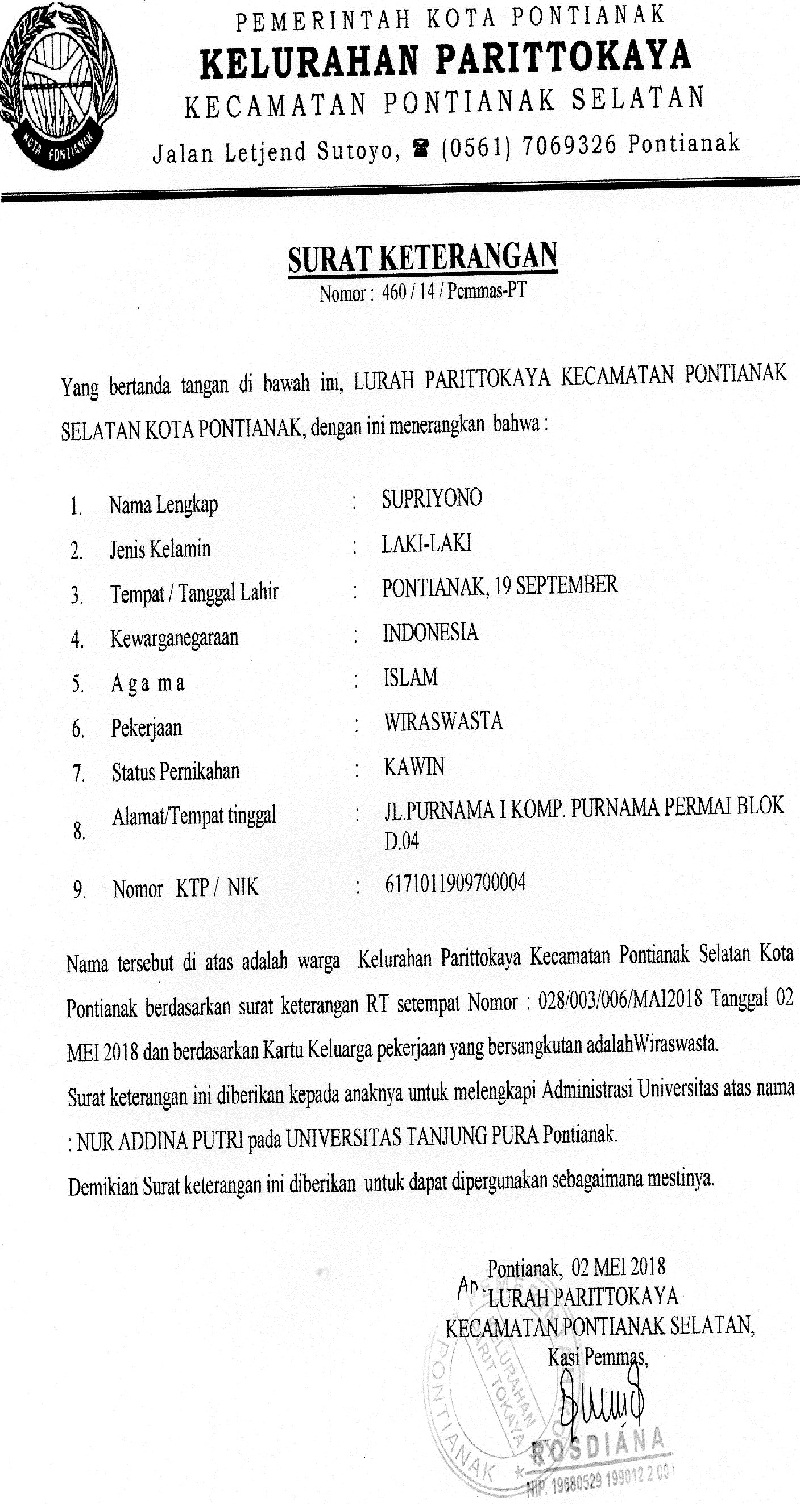 PEMERINTAH KOTA PONTIANAK
KELURAHAN PARITTOKAYA
KECAMATAN PONTIANAK SELATAN
Jalan Letjend Sutoyo, ☎ (0561) 7069326 Pontianak
KOTA PONTIANAK
SURAT KETERANGAN
Nomor : 460 / 14 / Pemmas-PT
Yang bertanda tangan di bawah ini, LURAH PARITTOKAYA KECAMATAN PONTIANAK
SELATAN KOTA PONTIANAK, dengan ini menerangkan bahwa :
1. Nama Lengkap : SUPRIYONO
2. Jenis Kelamin : LAKI-LAKI
3. Tempat / Tanggal Lahir : PONTIANAK, 19 SEPTEMBER
4. Kewarganegaraan : INDONESIA
5. A g a m a : ISLAM
6. Pekerjaan : WIRASWASTA
7. Status Pernikahan : KAWIN
8. Alamat/Tempat tinggal : JL.PURNAMA I KOMP. PURNAMA PERMAI BLOK
D.04
9. Nomor KTP / NIK : 6171011909700004
Nama tersebut di atas adalah warga Kelurahan Parittokaya Kecamatan Pontianak Selatan Kota
Pontianak berdasarkan surat keterangan RT setempat Nomor : 028/003/006/MAI2018 Tanggal 02
MEI 2018 dan berdasarkan Kartu Keluarga pekerjaan yang bersangkutan adalahWiraswasta.
Surat keterangan ini diberikan kepada anaknya untuk melengkapi Administrasi Universitas atas nama
: NUR ADDINA PUTRI pada UNIVERSITAS TANJUNG PURA Pontianak.
Demikian Surat keterangan ini diberikan untuk dapat dipergunakan sebagaimana mestinya.
Pontianak, 02 MEI 2018
An. LURAH PARITTOKAYA
KECAMATAN PONTIANAK SELATAN,
Kasi Pemmas,
KELURAHAN
PARIT TOKAYA
PONTIANAK
ROSDIANA
NIP. 19680529 199012 2 001